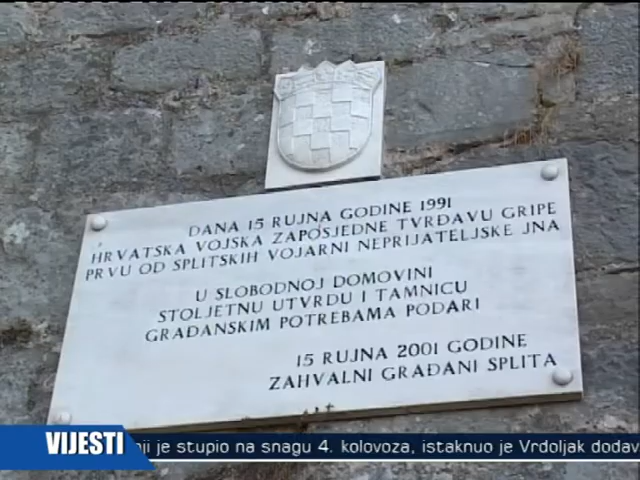 DANA 15 RUJNA GODINE 1991
HRVATSKA VOJSKA ZAPOSJEDNE TVRĐAVU GRIPE
PRVU OD SPLITSKIH VOJARNI NEPRIJATELJSKE JNA
U SLOBODNOJ DOMOVINI
STOLJETNU UTVRDU I TAMNICU
GRAĐANSKIM POTREBAMA PODARI
15 RUJNA 2001 GODINE
ZAHVALNI GRAĐANI SPLITA
VIJESTI
je stupio na snagu 4. kolovoza, istaknuo je Vrdoljak dodav